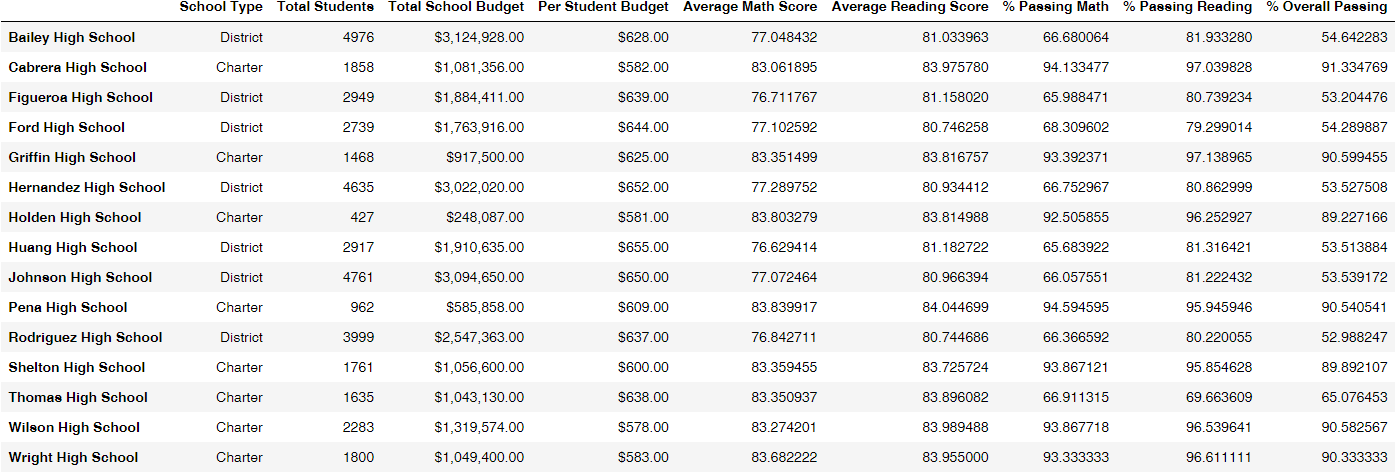 School Type Total Students Total School Budget Per Student Budget Average Math Score Average Reading Score % Passing Math % Passing Reading % Overall Passing
Bailey High School District 4976 $3,124,928.00 $628.00 77.048432 81.033963 66.680064 81.933280 54.642283
Cabrera High School Charter 1858 $1,081,356.00 $582.00 83.061895 83.975780 94.133477 97.039828 91.334769
Figueroa High School District 2949 $1,884,411.00 $639.00 76.711767 81.158020 65.988471 80.739234 53.204476
Ford High School District 2739 $1,763,916.00 $644.00 77.102592 80.746258 68.309602 79.299014 54.289887
Griffin High School Charter 1468 $917,500.00 $625.00 83.351499 83.816757 93.392371 97.138965 90.599455
Hernandez High School District 4635 $3,022,020.00 $652.00 77.289752 80.934412 66.752967 80.862999 53.527508
Holden High School Charter 427 $248,087.00 $581.00 83.803279 83.814988 92.505855 96.252927 89.227166
Huang High School District 2917 $1,910,635.00 $655.00 76.629414 81.182722 65.683922 81.316421 53.513884
Johnson High School District 4761 $3,094,650.00 $650.00 77.072464 80.966394 66.057551 81.222432 53.539172
Pena High School Charter 962 $585,858.00 $609.00 83.839917 84.044699 94.594595 95.945946 90.540541
Rodriguez High School District 3999 $2,547,363.00 $637.00 76.842711 80.744686 66.366592 80.220055 52.988247
Shelton High School Charter 1761 $1,056,600.00 $600.00 83.359455 83.725724 93.867121 95.854628 89.892107
Thomas High School Charter 1635 $1,043,130.00 $638.00 83.350937 83.896082 66.911315 69.663609 65.076453
Wilson High School Charter 2283 $1,319,574.00 $578.00 83.274201 83.989488 93.867718 96.539641 90.582567
Wright High School Charter 1800 $1,049,400.00 $583.00 83.682222 83.955000 93.333333 96.611111 90.333333